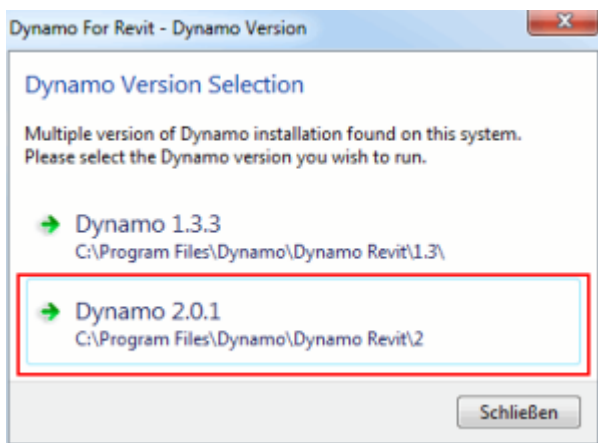 Dynamo For Revit - Dynamo Version
Dynamo Version Selection
Multiple version of Dynamo installation found on this system.
Please select the Dynamo version you wish to run.
Dynamo 1.3.3
C:\Program Files\Dynamo\Dynamo Revit\1.3\
Dynamo 2.0.1
C:\Program Files\Dynamo\Dynamo Revit\2
Schließen